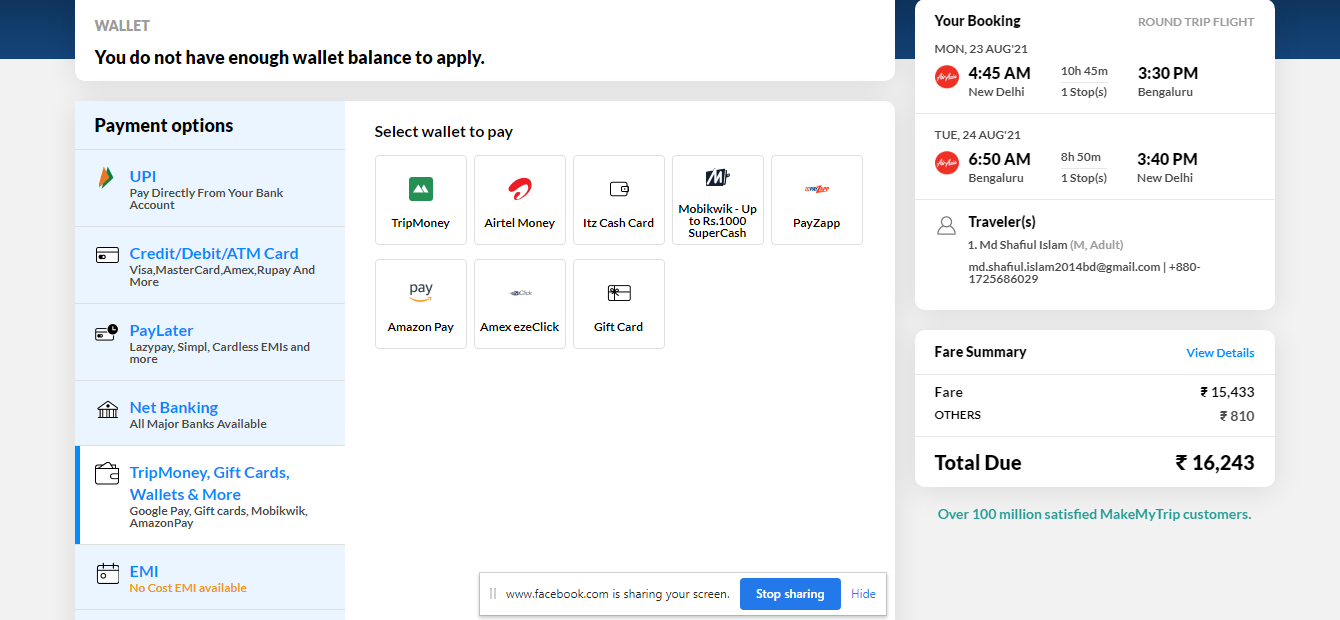 WALLET
You do not have enough wallet balance to apply.
Payment options
UPI
Pay Directly From Your Bank
Account
Credit/Debit/ATM Card
Visa,MasterCard,Amex,Rupay And
More
PayLater
Lazypay, Simpl, Cardless EMIs and
more
Net Banking
All Major Banks Available
TripMoney, Gift Cards,
Wallets & More
Google Pay, Gift cards, Mobikwik,
AmazonPay
EMI
No Cost EMI available
Select wallet to pay
TripMoney
Airtel Money
Itz Cash Card
Mobikwik - Up
to Rs.1000
SuperCash
PayZapp
pay
Amazon Pay
Amex ezeClick
Gift Card
www.facebook.com is sharing your screen.
Stop sharing
Hide
Your Booking
ROUND TRIP FLIGHT
MON, 23 AUG'21
AirAsia
4:45 AM
10h 45m
3:30 PM
New Delhi
1 Stop(s)
Bengaluru
TUE, 24 AUG'21
AirAsia
6:50 AM
8h 50m
3:40 PM
Bengaluru
1 Stop(s)
New Delhi
Traveler(s)
1. Md Shafiul Islam (M, Adult)
md.shafiul.islam2014bd@gmail.com | +880-
1725686029
Fare Summary
View Details
Fare
₹ 15,433
OTHERS
₹ 810
Total Due
₹ 16,243
Over 100 million satisfied MakeMyTrip customers.